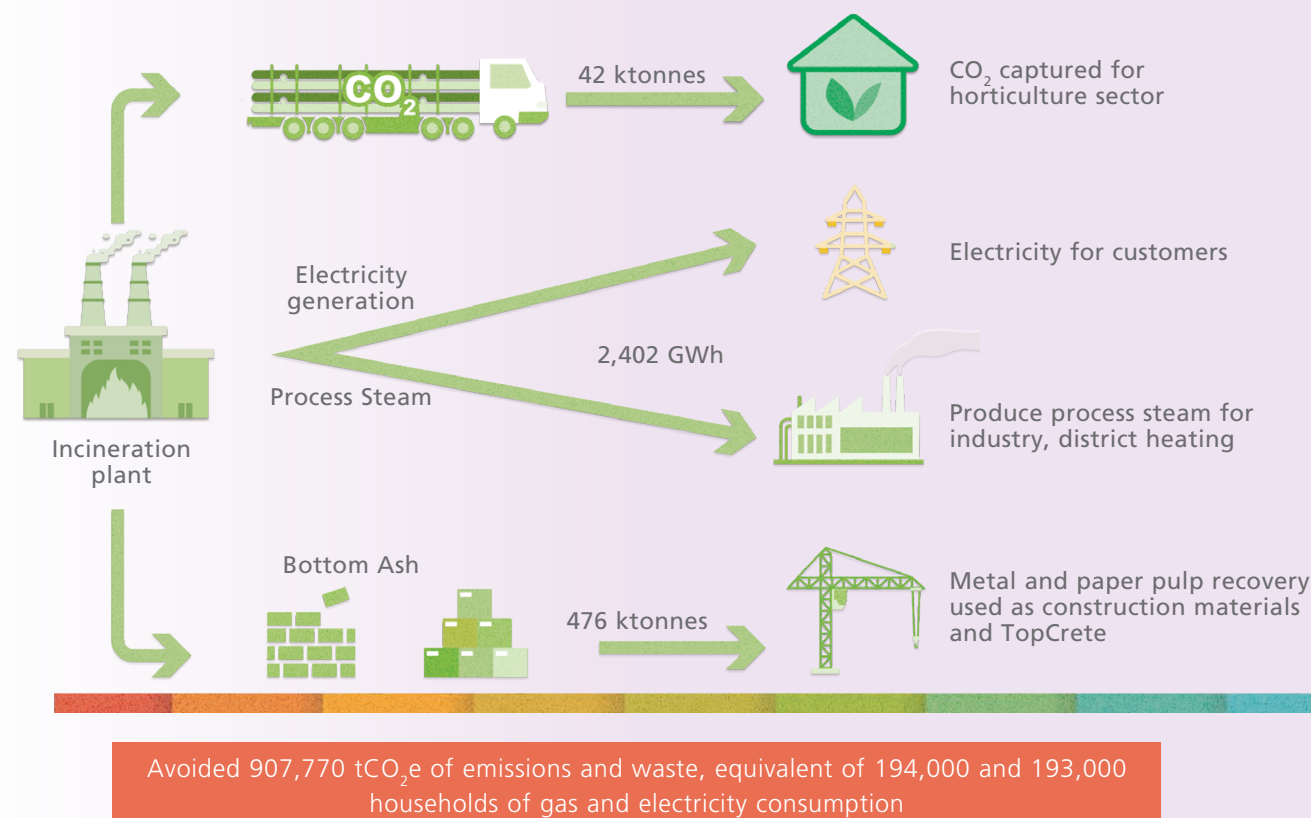 CO2
42 ktonnes
CO2 captured for
horticulture sector
Electricity
generation
Electricity for customers
2,402 GWh
Process Steam
Produce process steam for
industry, district heating
Incineration
plant
Bottom Ash
476 ktonnes
Metal and paper pulp recovery
used as construction materials
and TopCrete
Avoided 907,770 tCO2e of emissions and waste, equivalent of 194,000 and 193,000
households of gas and electricity consumption